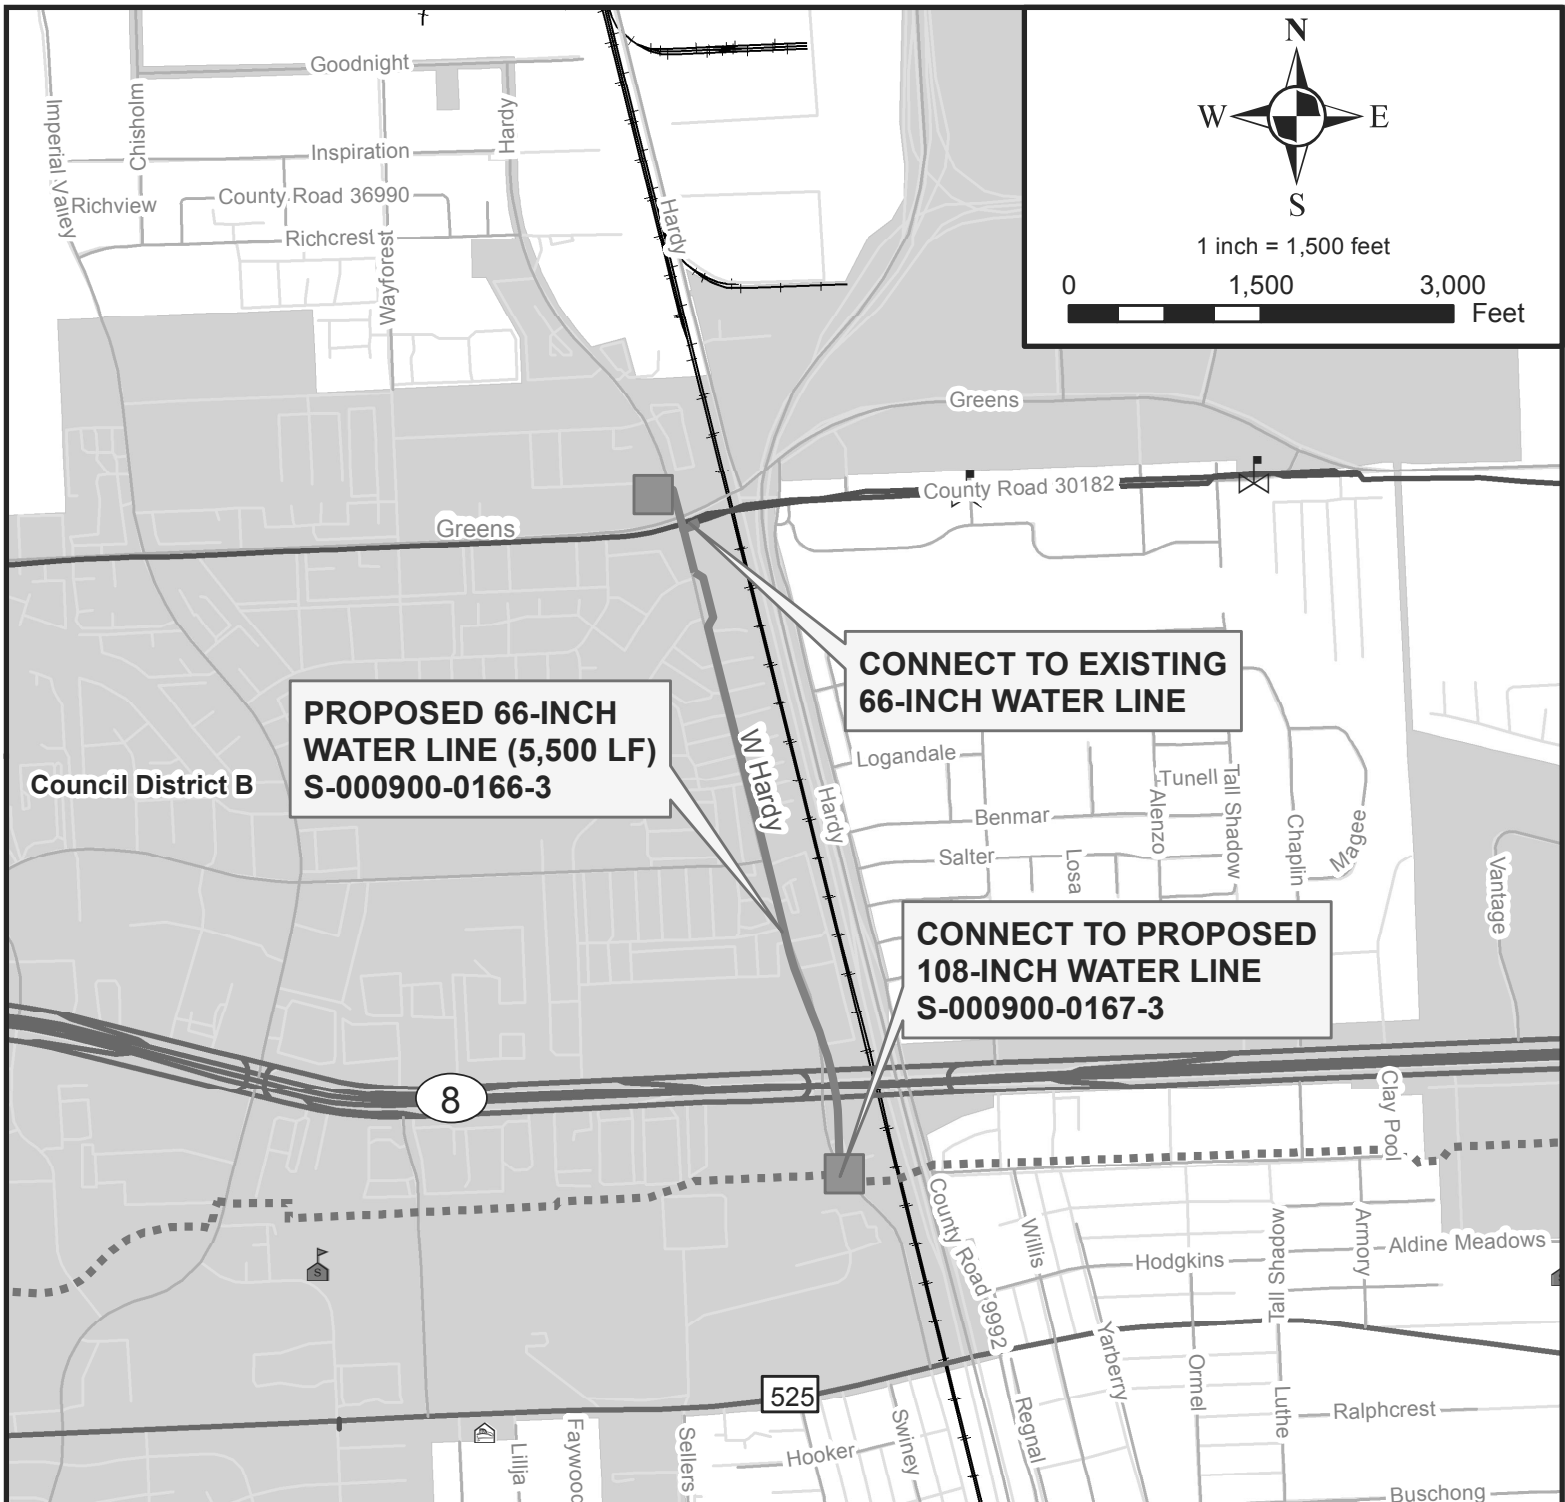 N
W
E
S
1 inch = 1,500 feet
0 1,500 3,000
Feet
Goodnight
Imperial Valley
Chisholm
Hardy
Inspiration
County Road 36990
Richview
Richcrest
Wayforest
Hardy
Greens
County Road 30182
Greens
CONNECT TO EXISTING
66-INCH WATER LINE
PROPOSED 66-INCH
WATER LINE (5,500 LF)
S-000900-0166-3
Council District B
W Hardy
Hardy
Logandale
Tunell
Tall Shadow
Alenzo
Benmar
Chaplin
Magee
Salter
Losa
Vantage
CONNECT TO PROPOSED
108-INCH WATER LINE
S-000900-0167-3
8
Clay Pool
County Road 9992
Willis
Hodgkins
Tall Shadow
Armory
Aldine Meadows
S
Yarberry
Ormel
Luthe
525
Ralphcrest
Regnal
Swiney
Hooker
Sellers
Faywood
Lillja
Buschong